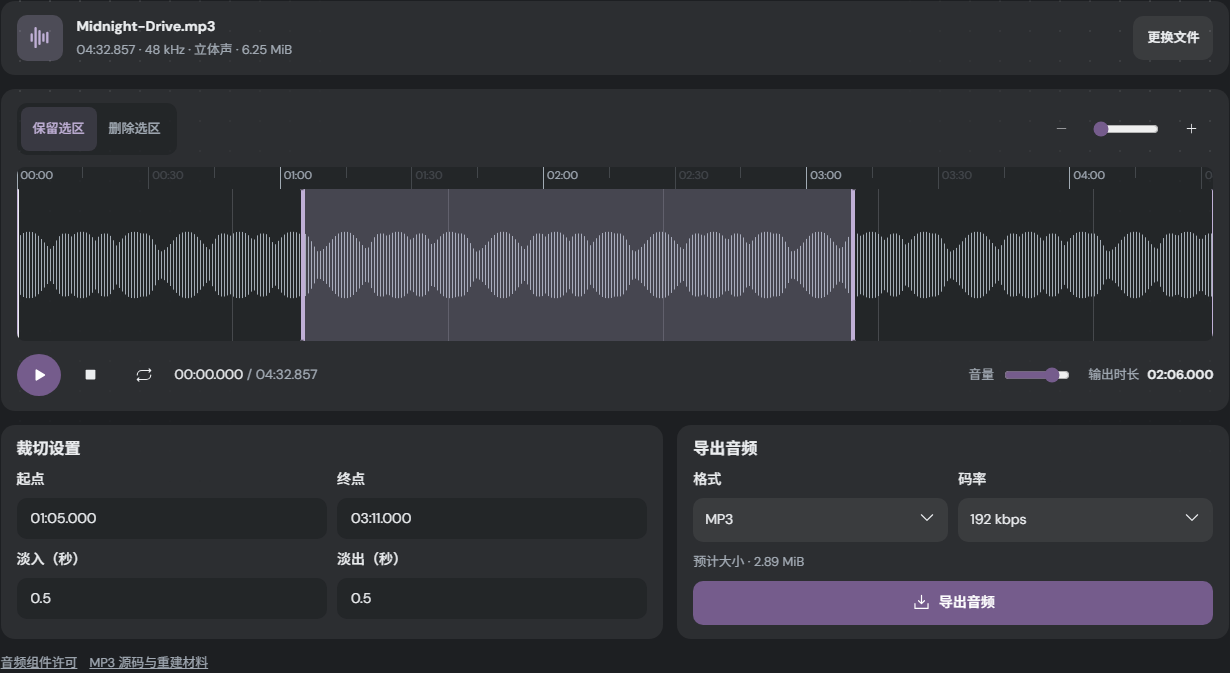 Midnight-Drive.mp3
04:32.857 · 48 kHz · 立体声 · 6.25 MiB
更换文件
保留选区 删除选区
00:00 00:30 01:00 01:30 02:00 02:30 03:00 03:30 04:00
00:00.000 / 04:32.857
音量
输出时长 02:06.000
裁切设置
起点 终点
01:05.000 03:11.000
淡入（秒） 淡出（秒）
0.5 0.5
导出音频
格式 码率
MP3 192 kbps
预计大小 · 2.89 MiB
导出音频
音频组件许可 MP3 源码与重建材料